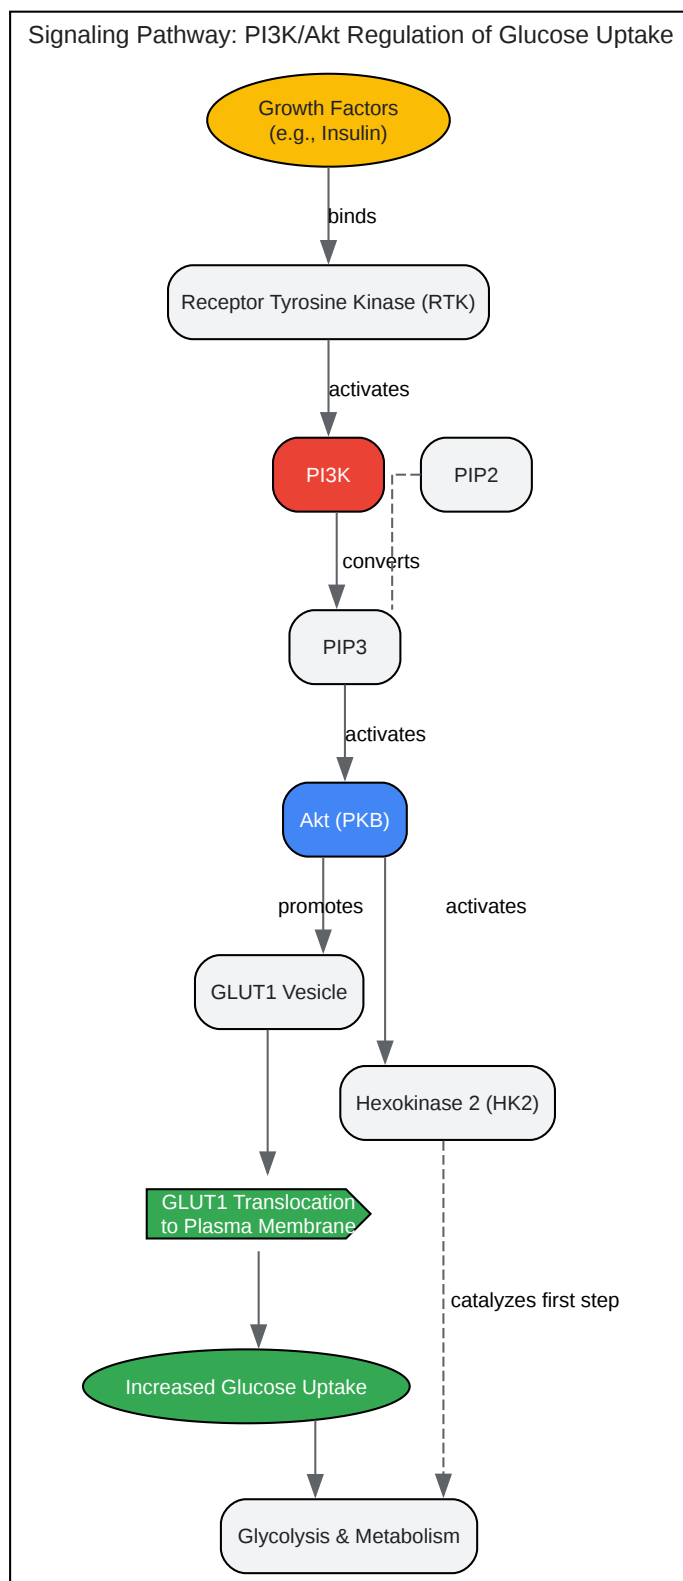 Signaling Pathway: PI3K/Akt Regulation of Glucose Uptake
Growth Factors
(e.g., Insulin)
binds
Receptor Tyrosine Kinase (RTK)
activates
PI3K
PIP2
converts
PIP3
activates
Akt (PKB)
promotes
activates
GLUT1 Vesicle
Hexokinase 2 (HK2)
GLUT1 Translocation
to Plasma Membrane
catalyzes first step
Increased Glucose Uptake
Glycolysis & Metabolism